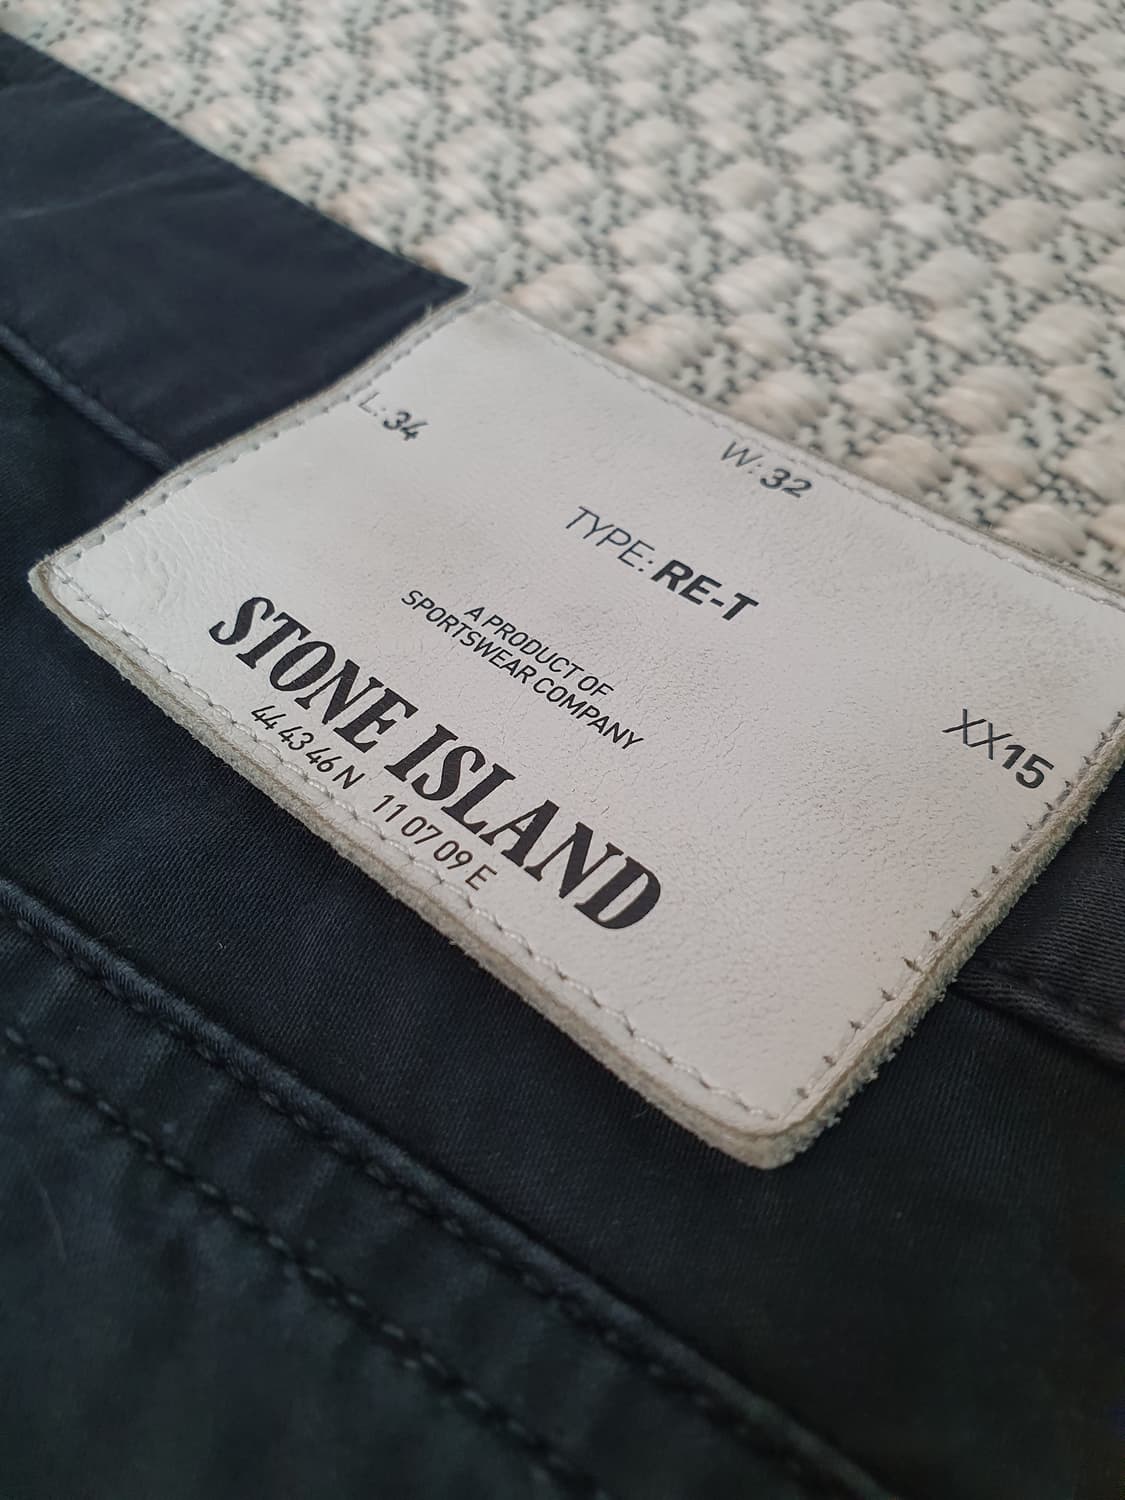 L: 34
W: 32
TYPE: RE-T
A PRODUCT OF
SPORTSWEAR COMPANY
XX15
STONE ISLAND
44 43 46 N 11 07 09 E